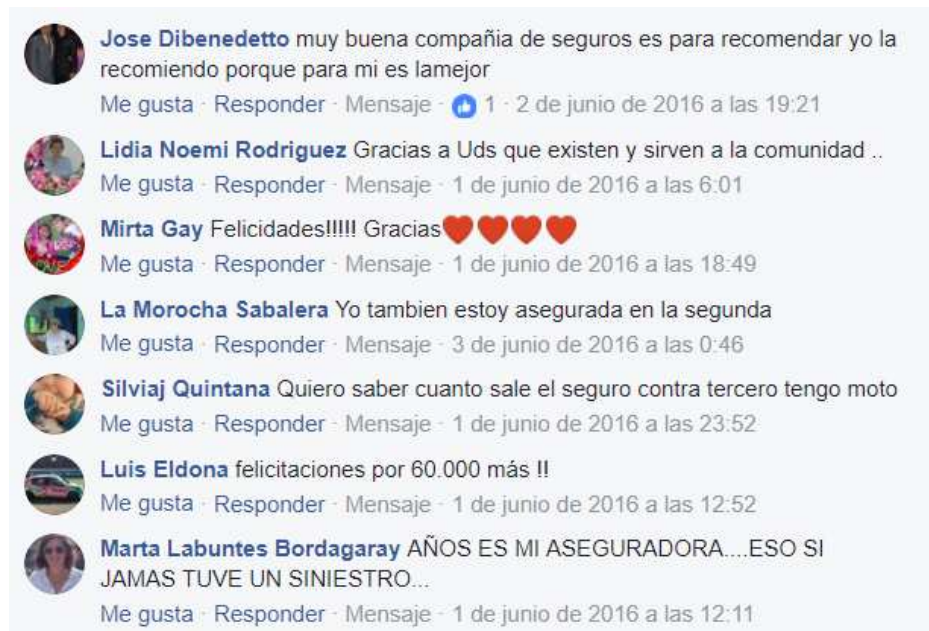 Jose Dibenedetto muy buena compañia de seguros es para recomendar yo la
recomiendo porque para mi es lamejor
Me gusta · Responder · Mensaje · 1 · 2 de junio de 2016 a las 19:21
Lidia Noemi Rodriguez Gracias a Uds que existen y sirven a la comunidad ..
Me gusta · Responder · Mensaje · 1 de junio de 2016 a las 6:01
Mirta Gay Felicidades!!!!! Gracias❤❤❤❤
Me gusta · Responder · Mensaje · 1 de junio de 2016 a las 18:49
La Morocha Sabalera Yo tambien estoy asegurada en la segunda
Me gusta · Responder · Mensaje · 3 de junio de 2016 a las 0:46
Silviaj Quintana Quiero saber cuanto sale el seguro contra tercero tengo moto
Me gusta · Responder · Mensaje · 1 de junio de 2016 a las 23:52
Luis Eldona felicitaciones por 60.000 más !!
Me gusta · Responder · Mensaje · 1 de junio de 2016 a las 12:52
Marta Labuntes Bordagaray AÑOS ES MI ASEGURADORA....ESO SI
JAMAS TUVE UN SINIESTRO...
Me gusta · Responder · Mensaje · 1 de junio de 2016 a las 12:11